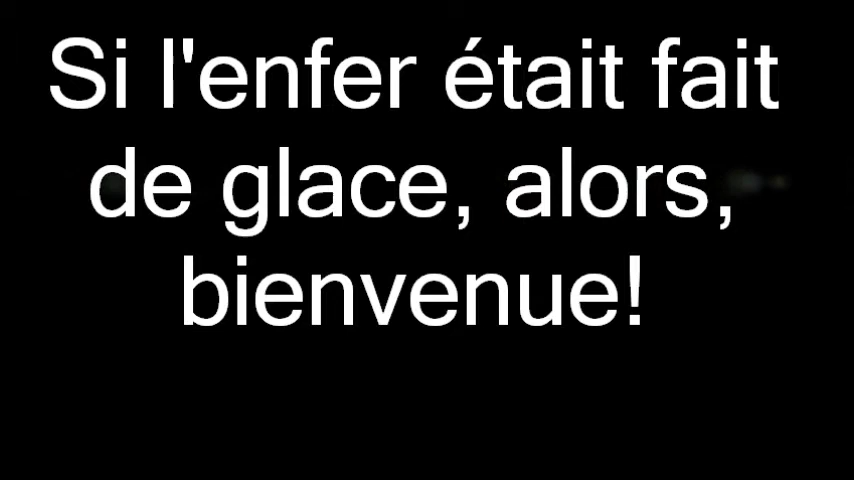 Si l'enfer était fait
de glace, alors,
bienvenue!